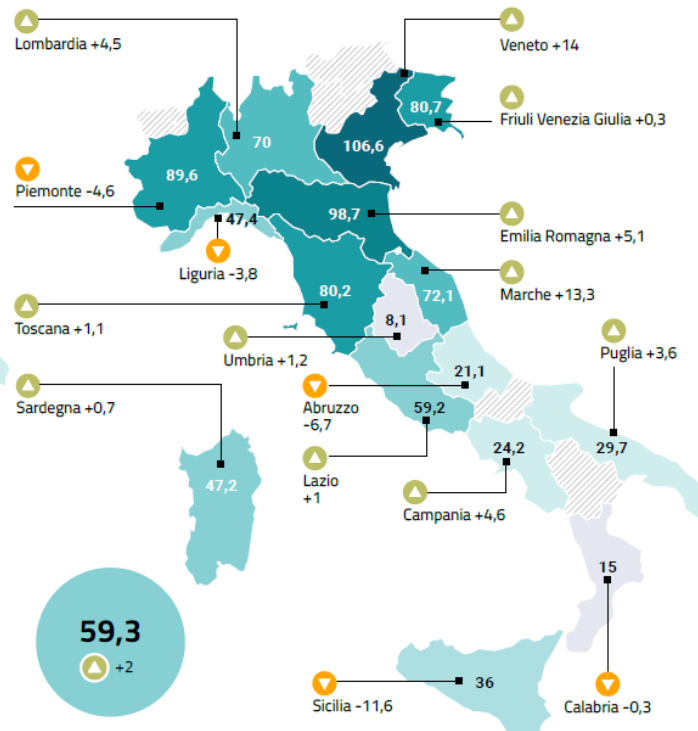 Lombardia +4,5
Veneto +14
80,7
Friuli Venezia Giulia +0,3
70
106,6
89,6
Piemonte -4,6
47,4
98,7
Emilia Romagna +5,1
Liguria -3,8
80,2
72,1
Marche +13,3
Toscana +1,1
8,1
Umbria +1,2
Puglia +3,6
21,1
Sardegna +0,7
Abruzzo
-6,7
59,2
24,2
29,7
47,2
Lazio
+1
Campania +4,6
15
59,3
+2
36
Sicilia -11,6
Calabria -0,3